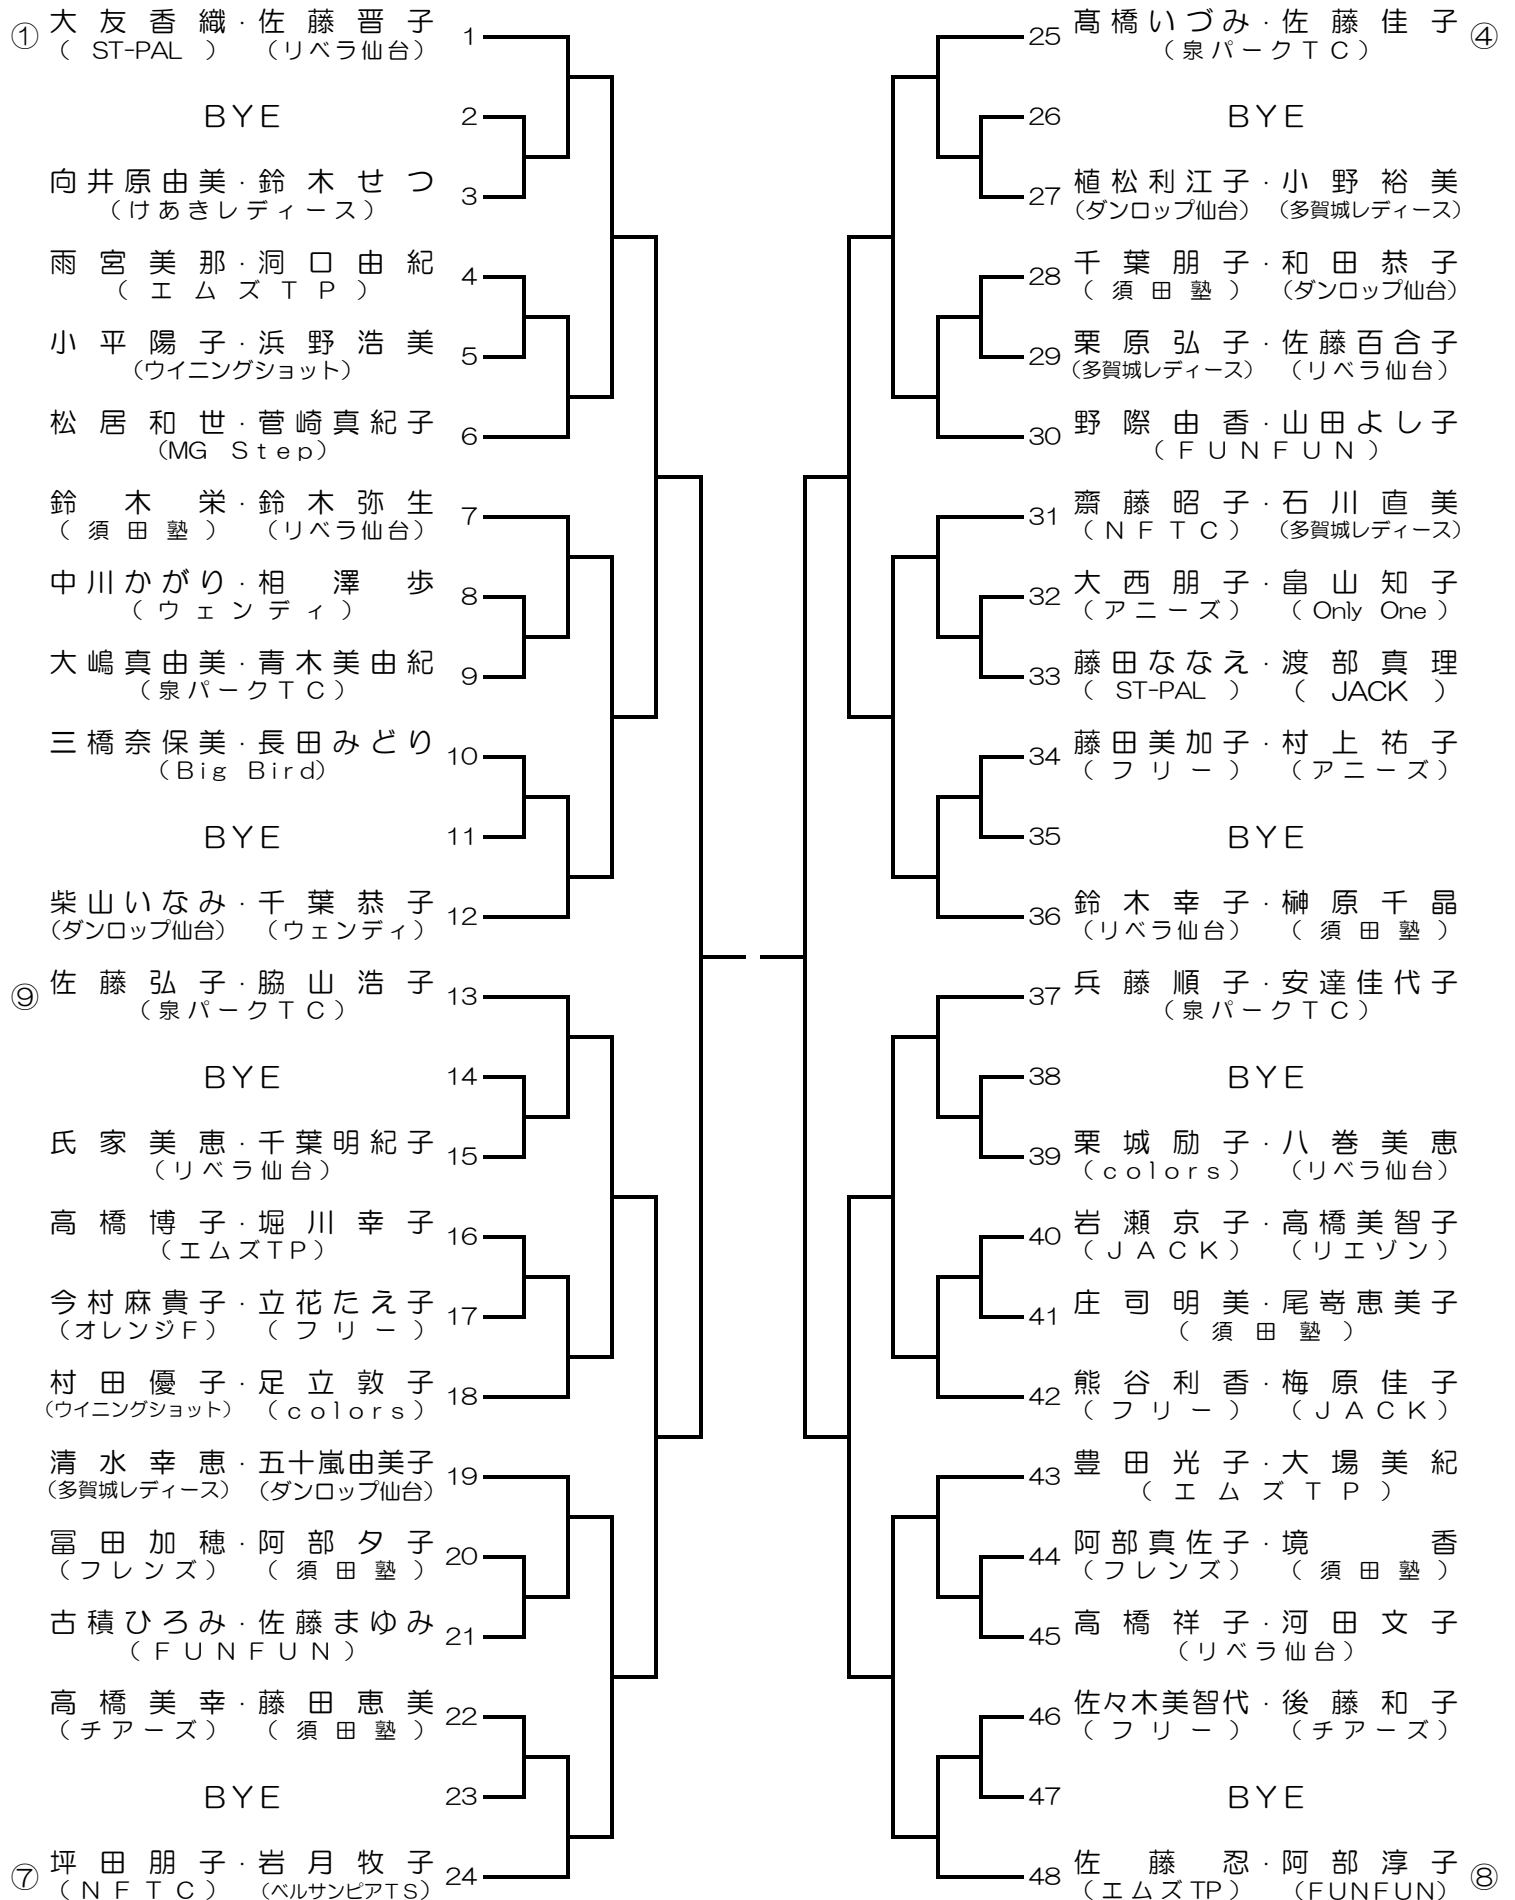 ① 大友香織・佐藤晋子 1
(ST-PAL) (リベラ仙台)
BYE 2
向井原由美・鈴木せつ 3
(けあきレディース)
雨宮美那・洞口由紀 4
(エムズTP)
小平陽子・浜野浩美 5
(ウイニングショット)
松居和世・菅崎真紀子 6
(MG Step)
鈴木栄・鈴木弥生 7
(須田塾) (リベラ仙台)
中川かがり・相澤歩 8
(ウェンディ)
大嶋真由美・青木美由紀 9
(泉パークTC)
三橋奈保美・長田みどり 10
(Big Bird)
BYE 11
柴山いなみ・千葉恭子 12
(ダンロップ仙台) (ウェンディ)
⑨ 佐藤弘子・脇山浩子 13
(泉パークTC)
BYE 14
氏家美恵・千葉明紀子 15
(リベラ仙台)
高橋博子・堀川幸子 16
(エムズTP)
今村麻貴子・立花たえ子 17
(オレンジF) (フリー)
村田優子・足立敦子 18
(ウイニングショット) (colors)
清水幸恵・五十嵐由美子 19
(多賀城レディース) (ダンロップ仙台)
冨田加穂・阿部夕子 20
(フレンズ) (須田塾)
古積ひろみ・佐藤まゆみ 21
(FUNFUN)
高橋美幸・藤田恵美 22
(チアーズ) (須田塾)
BYE 23
⑦ 坪田朋子・岩月牧子 24
(NFTC) (ベルサンピアTS)
25 髙橋いづみ・佐藤佳子 ④
(泉パークTC)
26 BYE
27 植松利江子・小野裕美
(ダンロップ仙台) (多賀城レディース)
28 千葉朋子・和田恭子
(須田塾) (ダンロップ仙台)
29 栗原弘子・佐藤百合子
(多賀城レディース) (リベラ仙台)
30 野際由香・山田よし子
(FUNFUN)
31 齋藤昭子・石川直美
(NFTC) (多賀城レディース)
32 大西朋子・畠山知子
(アニーズ) (Only One)
33 藤田ななえ・渡部真理
(ST-PAL) (JACK)
34 藤田美加子・村上祐子
(フリー) (アニーズ)
35 BYE
36 鈴木幸子・榊原千晶
(リベラ仙台) (須田塾)
37 兵藤順子・安達佳代子
(泉パークTC)
38 BYE
39 栗城励子・八巻美恵
(colors) (リベラ仙台)
40 岩瀬京子・高橋美智子
(JACK) (リエゾン)
41 庄司明美・尾嵜恵美子
(須田塾)
42 熊谷利香・梅原佳子
(フリー) (JACK)
43 豊田光子・大場美紀
(エムズTP)
44 阿部真佐子・境香
(フレンズ) (須田塾)
45 高橋祥子・河田文子
(リベラ仙台)
46 佐々木美智代・後藤和子
(フリー) (チアーズ)
47 BYE
48 佐藤忍・阿部淳子 ⑧
(エムズTP) (FUNFUN)